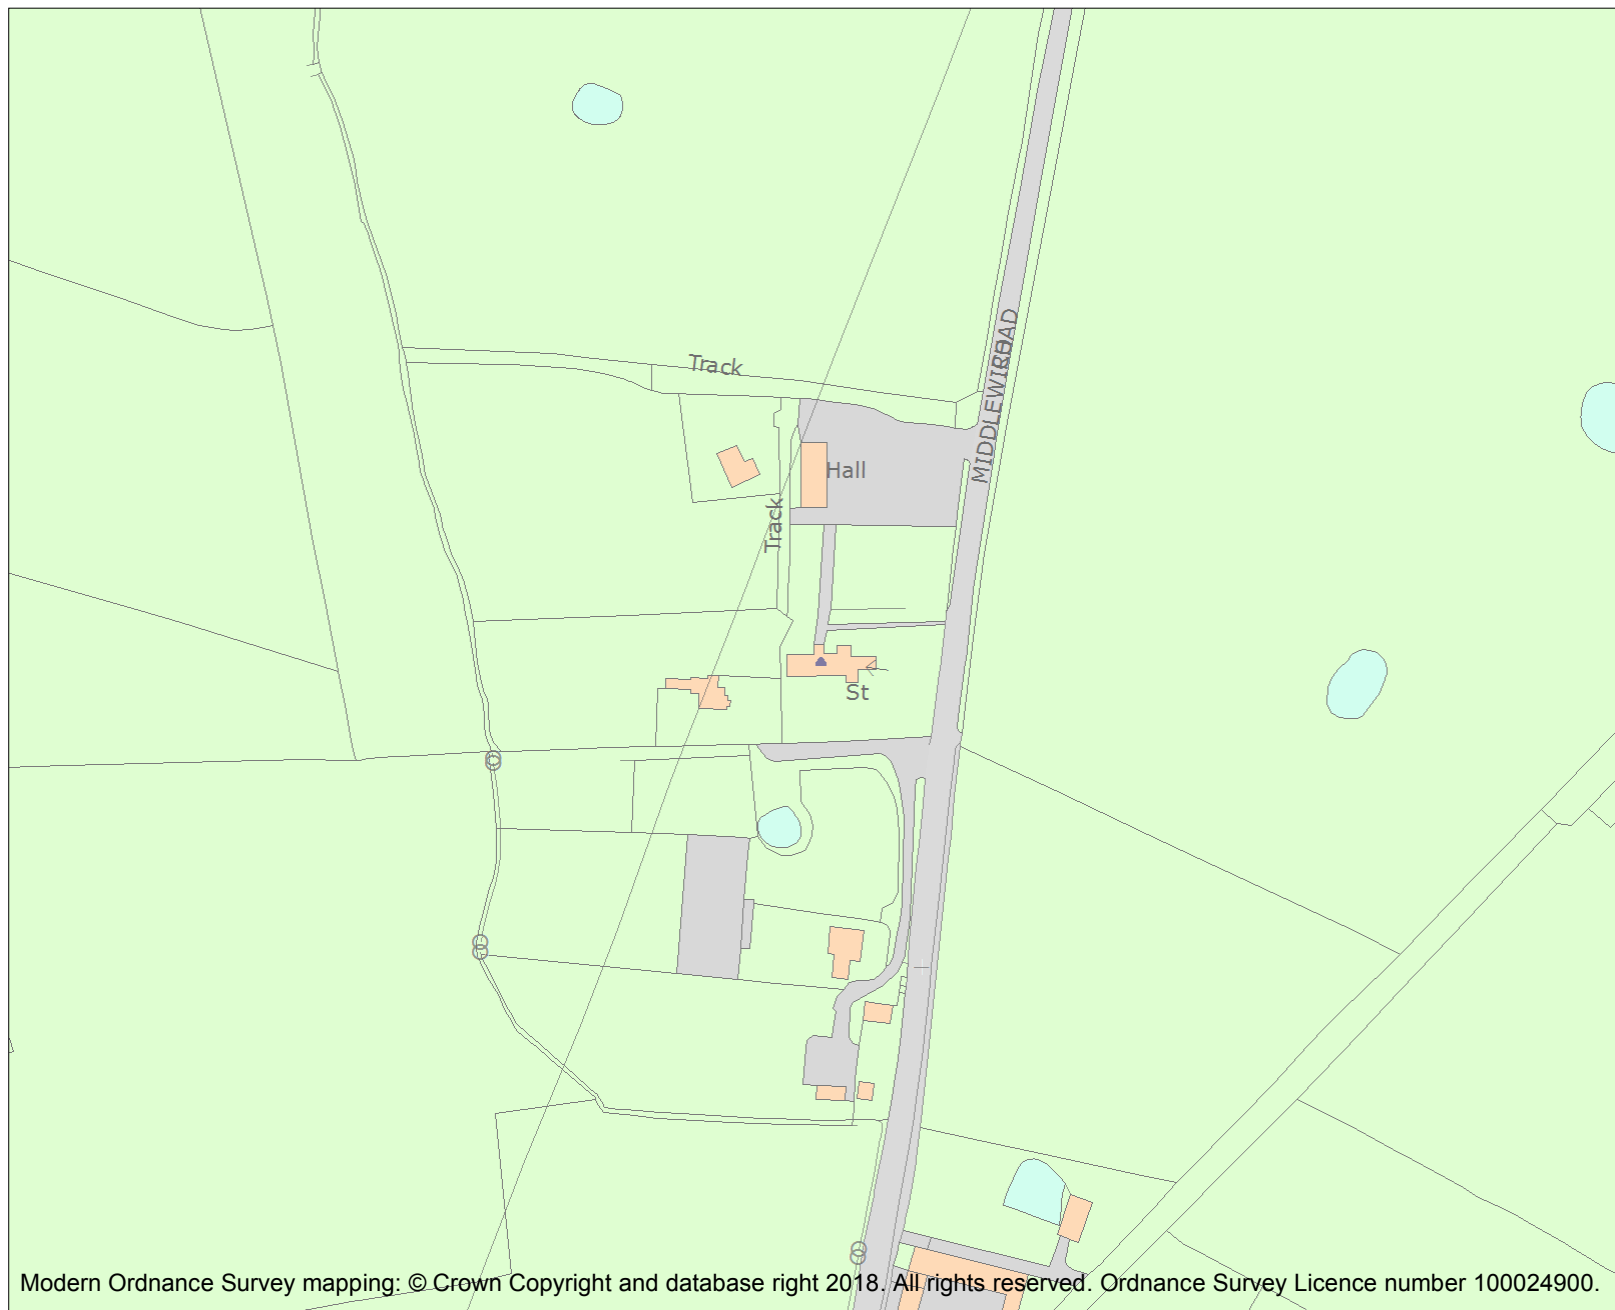 Track
MIDDLEWICH
ROAD
Hall
Track
St
Modern Ordnance Survey mapping: © Crown Copyright and database right 2018. All rights reserved. Ordnance Survey Licence number 100024900.